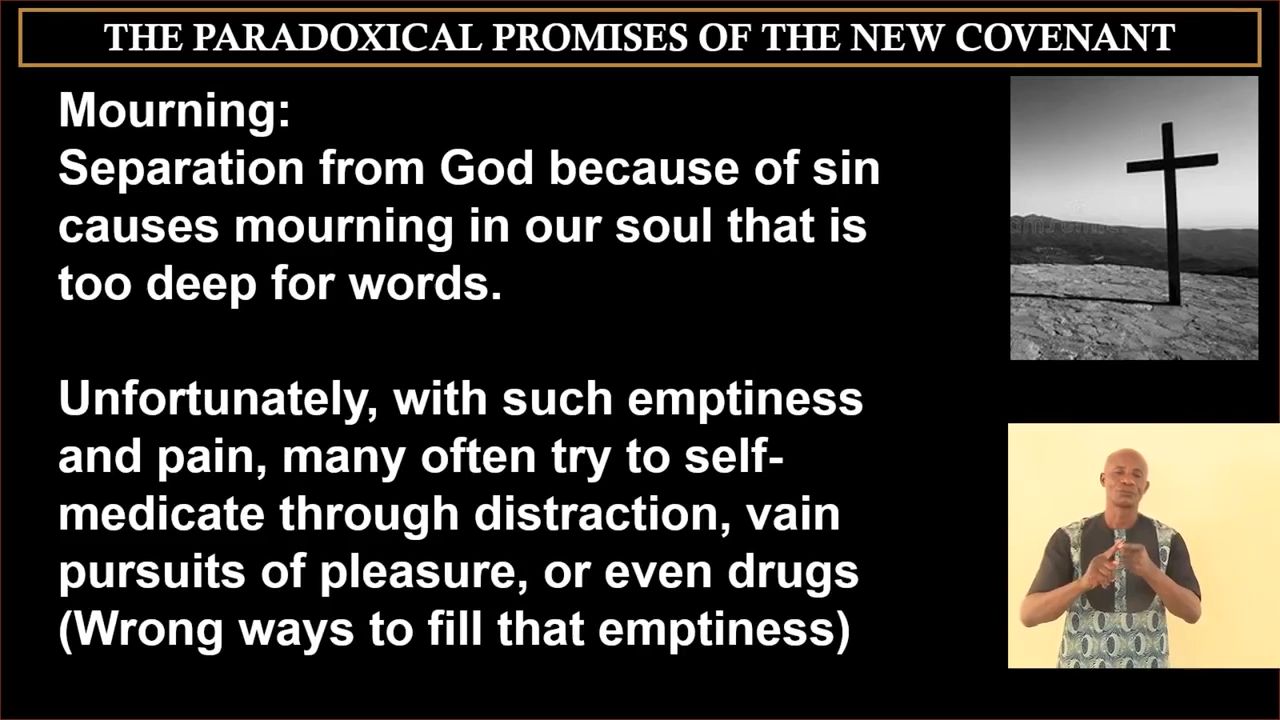 THE PARADOXICAL PROMISES OF THE NEW COVENANT
Mourning:
Separation from God because of sin
causes mourning in our soul that is
too deep for words.
Unfortunately, with such emptiness
and pain, many often try to self-
medicate through distraction, vain
pursuits of pleasure, or even drugs
(Wrong ways to fill that emptiness)